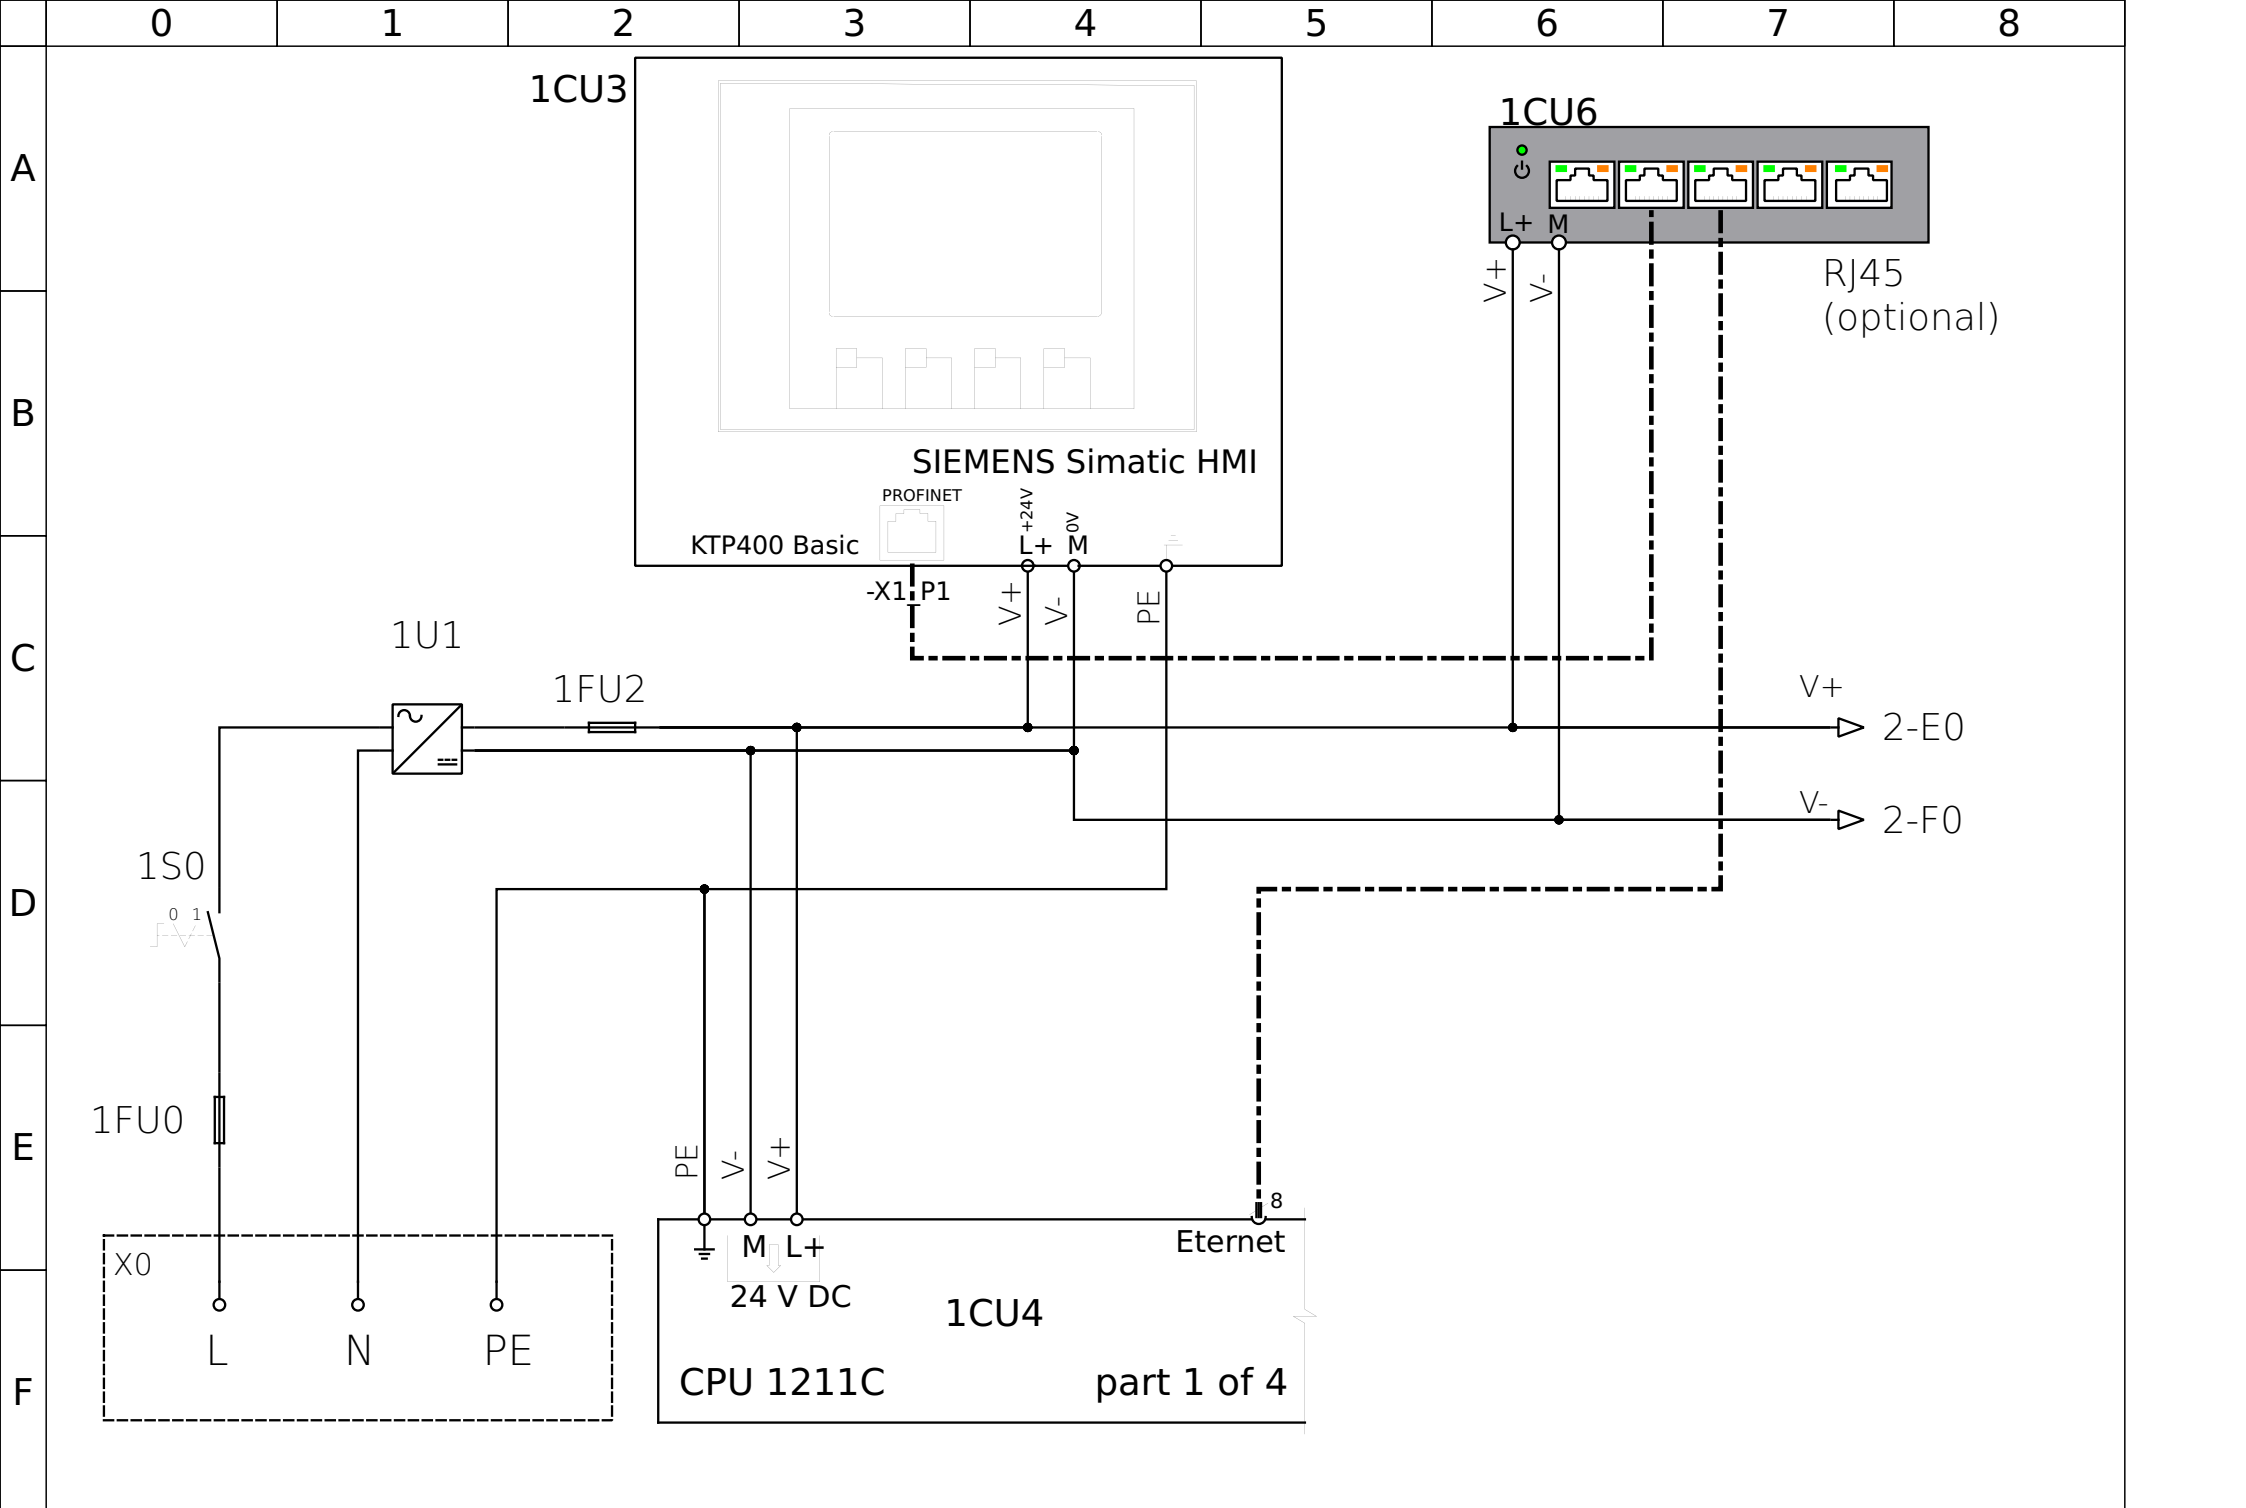 0 1 2 3 4 5 6 7 8
A
B
C
D
E
F
1CU3
SIEMENS Simatic HMI
PROFINET
+24V
0V
KTP400 Basic
L+
M
-X1 P1
V+
V-
PE
1CU6
L+
M
V+
V-
RJ45
(optional)
1U1
1FU2
V+
2-E0
V-
2-F0
1S0
0 1
1FU0
PE
V-
V+
8
X0
M
L+
Eternet
24 V DC
1CU4
L
N
PE
CPU 1211C
part 1 of 4